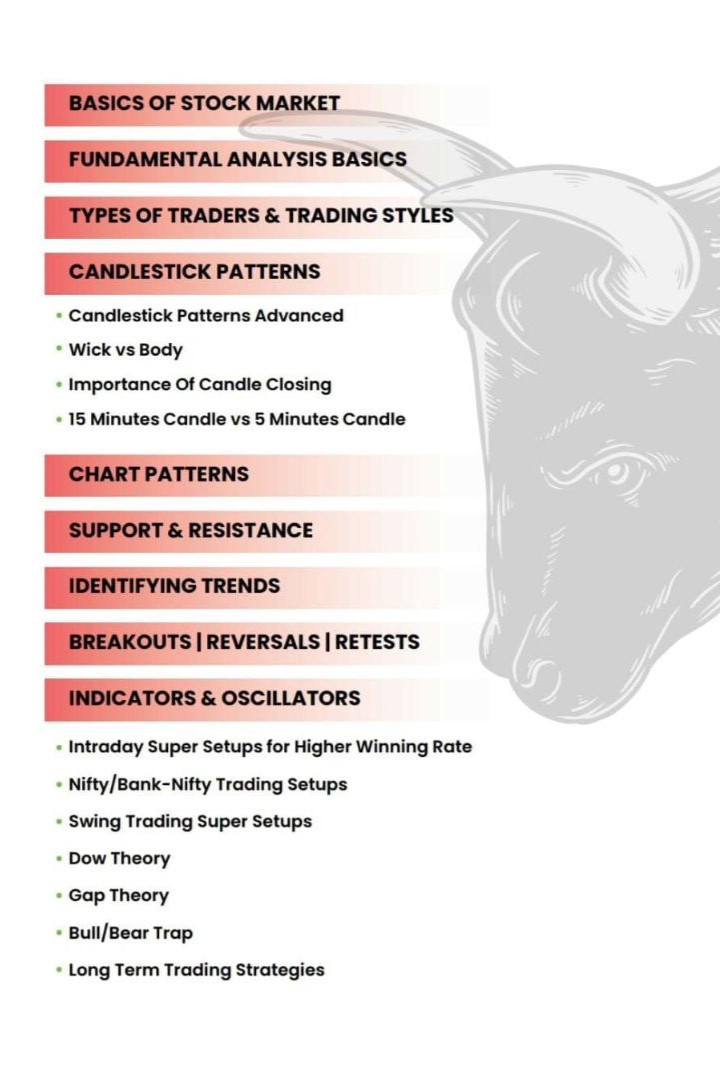 BASICS OF STOCK MARKET
FUNDAMENTAL ANALYSIS BASICS
TYPES OF TRADERS & TRADING STYLES
CANDLESTICK PATTERNS
• Candlestick Patterns Advanced
• Wick vs Body
• Importance Of Candle Closing
• 15 Minutes Candle vs 5 Minutes Candle
CHART PATTERNS
SUPPORT & RESISTANCE
IDENTIFYING TRENDS
BREAKOUTS | REVERSALS | RETESTS
INDICATORS & OSCILLATORS
• Intraday Super Setups for Higher Winning Rate
• Nifty/Bank-Nifty Trading Setups
• Swing Trading Super Setups
• Dow Theory
• Gap Theory
• Bull/Bear Trap
• Long Term Trading Strategies